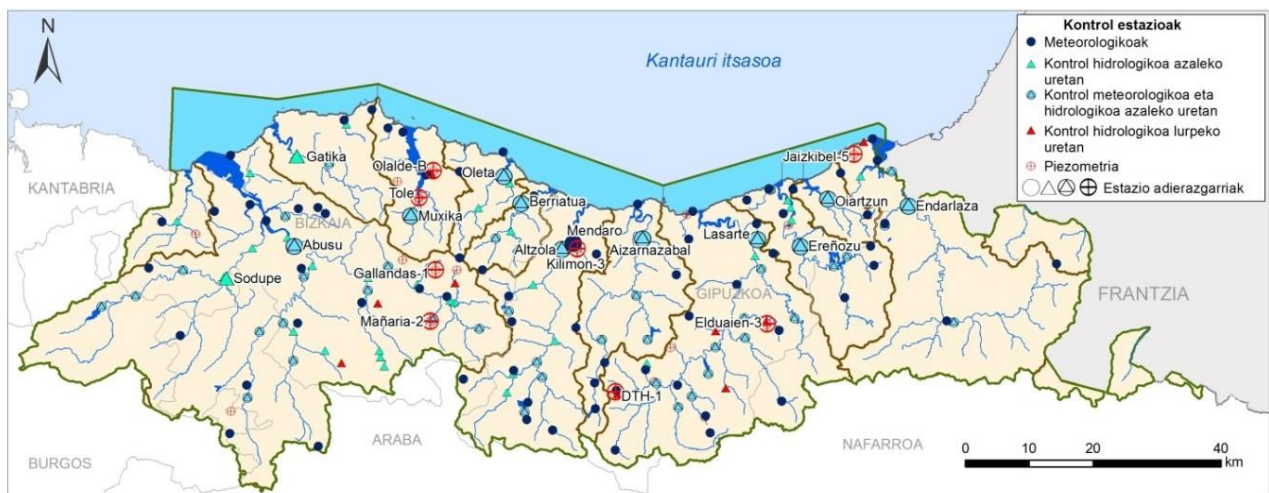 N
Kantauri itsasoa
Kontrol estazioak
Meteorologikoak
Kontrol hidrologikoa azaleko
uretan
Kontrol meteorologikoa eta
hidrologikoa azaleko uretan
Kontrol hidrologikoa lurpeko
uretan
Piezometria
Estazio adierazgarriak
Gatika
Olalde-B
Oleta
Jaizkibel-5
KANTABRIA
Tole
Berriatua
Oiartzun
Endarlaza
BIZKAIA
Muxika
Mendaro
Abusu
Altzola
Aizarnazabal
Lasarte
Ereñozu
Kilimon-3
Gallandas-1
Sodupe
GIPUZKOA
FRANTZIA
Mañaria-2
Elduaien-3
DTH-1
ARABA
NAFARROA
BURGOS
0 10 20 40
km